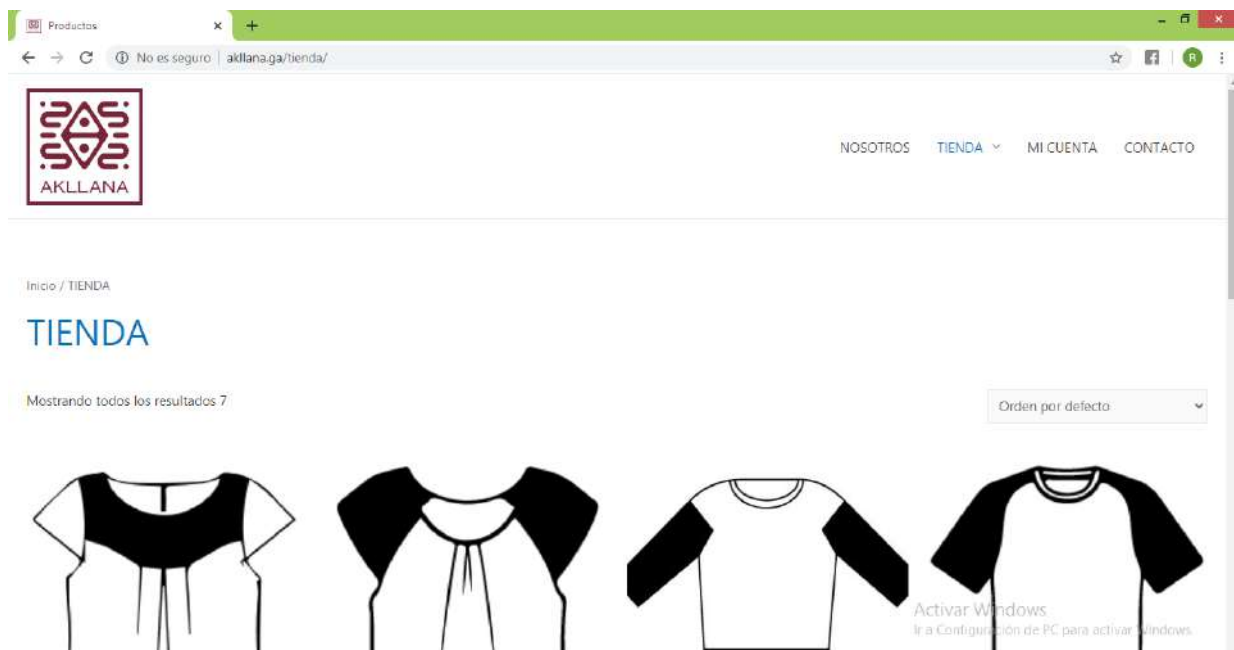 Productos
No es seguro | akllana.ga/tienda/
R
AKLLANA
NOSOTROS TIENDA MI CUENTA CONTACTO
Inicio / TIENDA
TIENDA
Mostrando todos los resultados 7
Orden por defecto
Activar Windows
Ir a Configuración de PC para activar Windows.